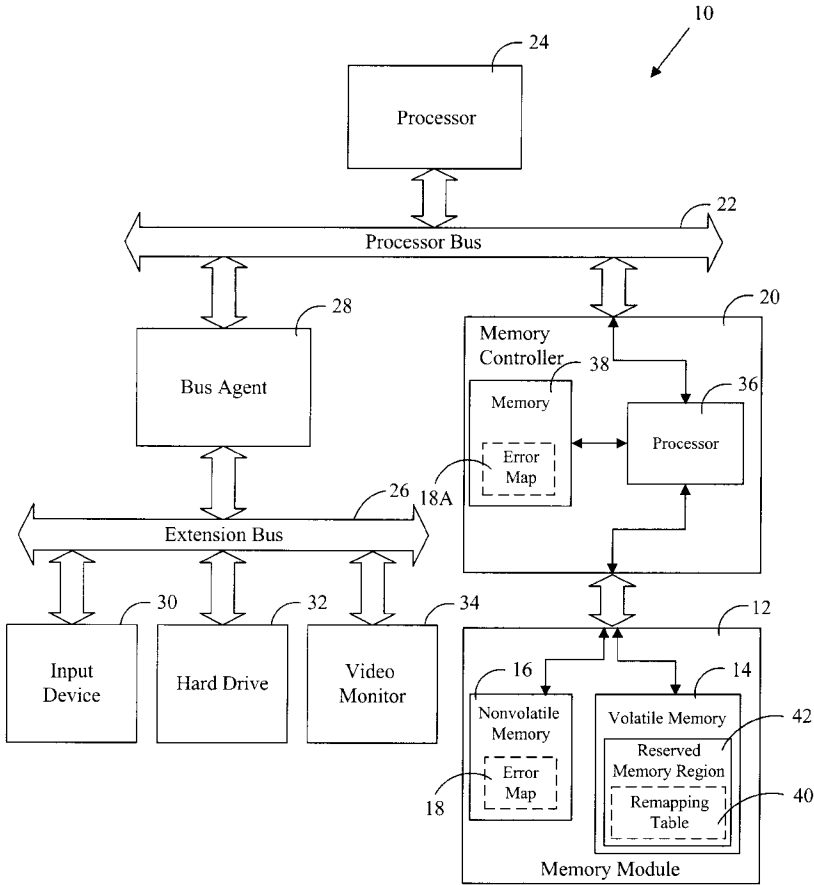 10
24
Processor
22
Processor Bus
28
Bus Agent
20
Memory
Controller
38
Memory
Error
Map
18A
36
Processor
26
Extension Bus
30
Input
Device
32
Hard Drive
34
Video
Monitor
12
16
Nonvolatile
Memory
Error
Map
18
14
Volatile Memory
42
Reserved
Memory Region
Remapping
Table
40
Memory Module